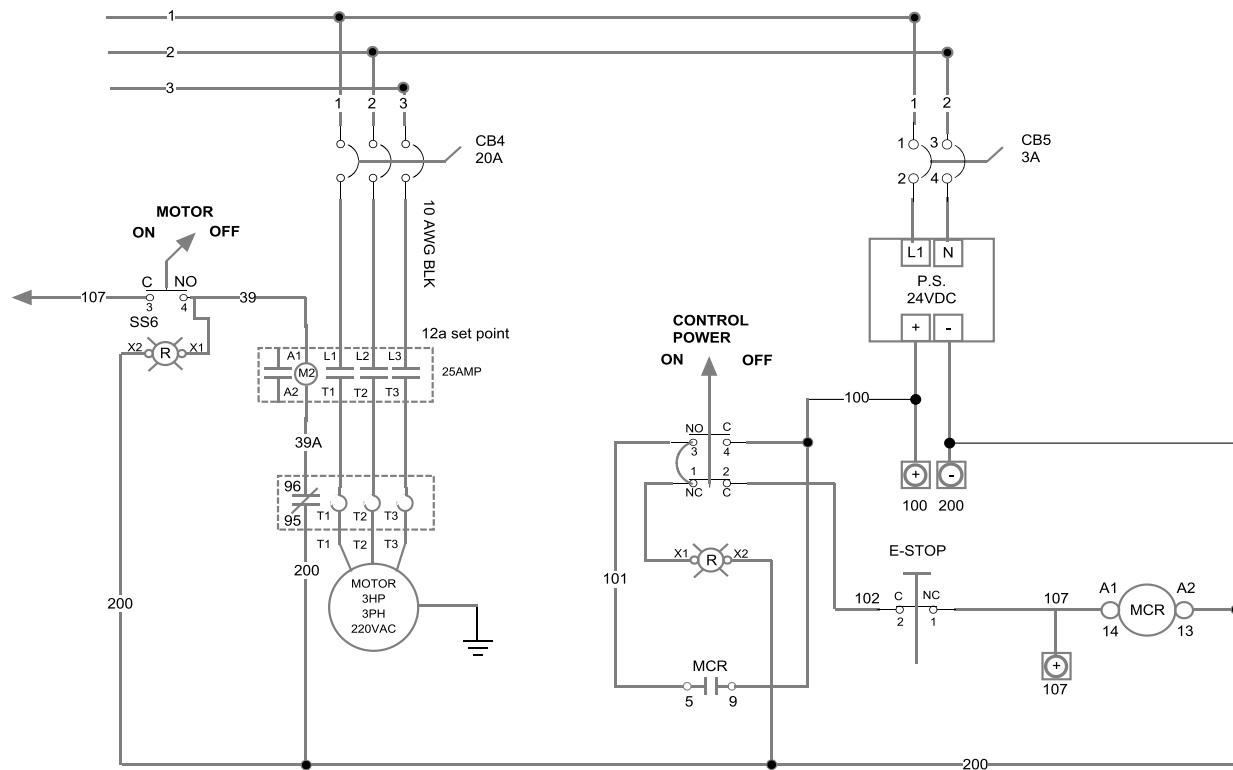 1
2
3
1 2 3
1 2
CB4
20A
1 3
CB5
3A
2 4
10 AWG BLK
MOTOR
ON OFF
L1 N
P.S.
24VDC
+ -
C NO
107 39
3 4
SS6
X2 R X1
12a set point
A1 L1 L2 L3
M2
25AMP
A2 T1 T2 T3
CONTROL
POWER
ON OFF
100
NO C
3 4
1 2
NC C
39A
96
95 T1 T2 T3
T1 T2 T3
+ -
100 200
200
MOTOR
3HP
3PH
220VAC
200
101
X1 R X2
E-STOP
102 C NC
2 1
107
A1 A2
MCR
14 13
+
107
MCR
5 9
200